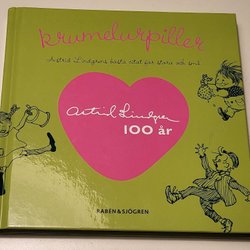 krumelurpiller
Astrid Lindgrens bästa citat för stora och små
Astrid Lindgren
100 år
RABÉN & SJÖGREN